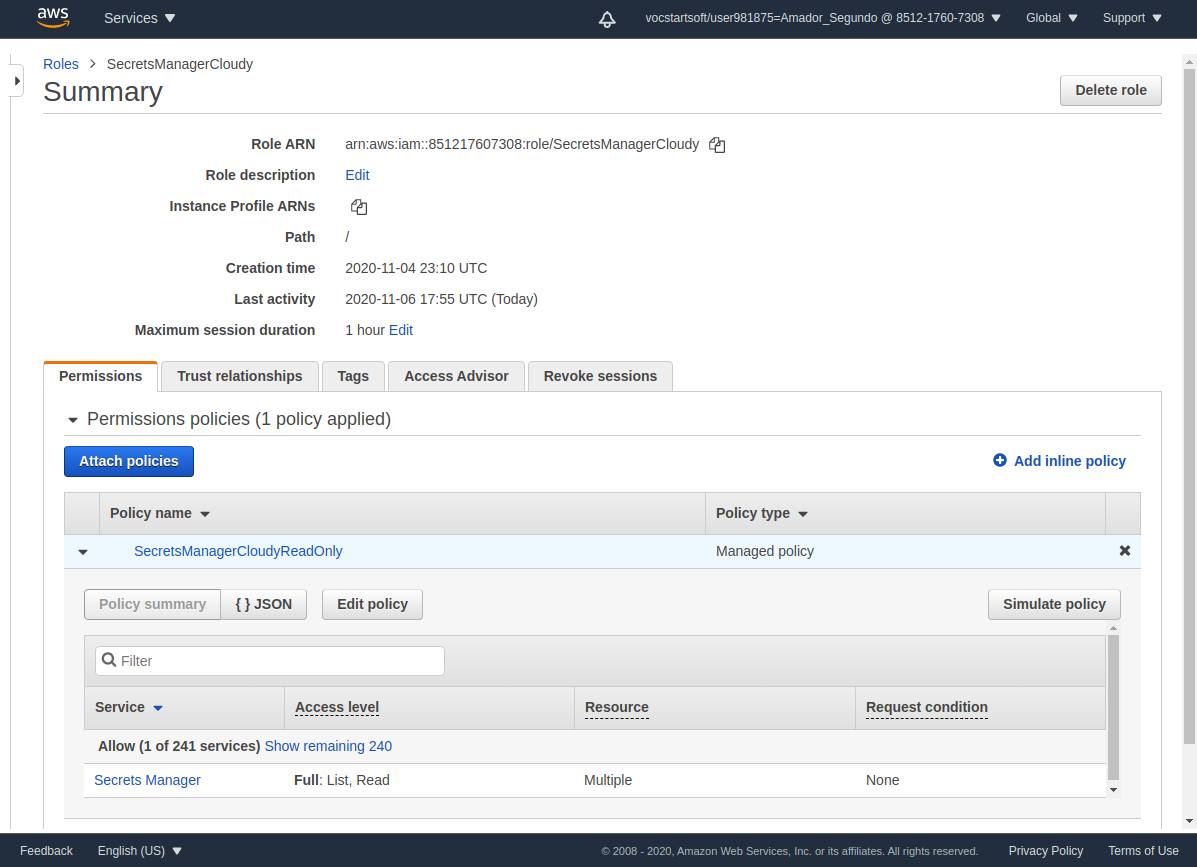 aws Services vocstartsoft/user981875=Amador_Segundo @ 8512-1760-7308 Global Support
Roles SecretsManagerCloudy
Summary Delete role
Role ARN arn:aws:iam::851217607308:role/SecretsManagerCloudy
Role description Edit
Instance Profile ARNs
Path /
Creation time 2020-11-04 23:10 UTC
Last activity 2020-11-06 17:55 UTC (Today)
Maximum session duration 1 hour Edit
Permissions Trust relationships Tags Access Advisor Revoke sessions
Permissions policies (1 policy applied)
Attach policies Add inline policy
Policy name Policy type
SecretsManagerCloudyReadOnly Managed policy
Policy summary { } JSON Edit policy Simulate policy
Filter
Service Access level Resource Request condition
Allow (1 of 241 services) Show remaining 240
Secrets Manager Full: List, Read Multiple None
Feedback English (US) © 2008 - 2020, Amazon Web Services, Inc. or its affiliates. All rights reserved. Privacy Policy Terms of Use